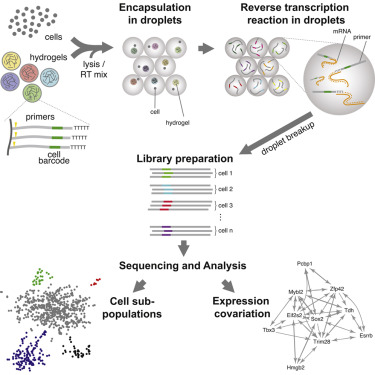 cells
hydrogels
lysis /
RT mix
Encapsulation
in droplets
Reverse transcription
reaction in droplets
mRNA
primer
primers
TTTTT
TTTTT
TTTTT
cell
barcode
cell
hydrogel
droplet breakup
Library preparation
cell 1
cell 2
cell 3
cell n
Sequencing and Analysis
Cell sub-
populations
Expression
covariation
Pcbp1
Mybl2
Zfp42
Eif2s2
Sox2
Tdh
Tbx3
Trim28
Esrrb
Hmgb2